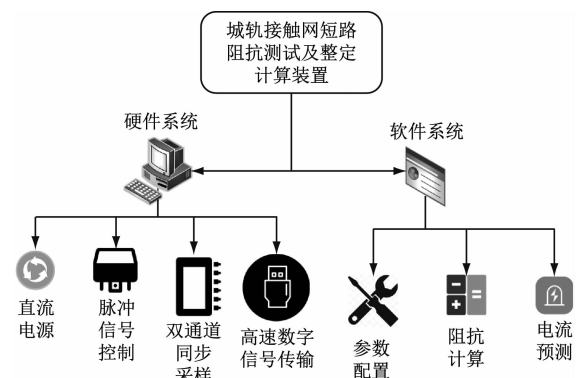 城轨接触网短路
阻抗测试及整定
计算装置
硬件系统
软件系统
直流
电源
脉冲
信号
控制
双通道
同步
采样
高速数字
信号传输
参数
配置
阻抗
计算
电流
预测